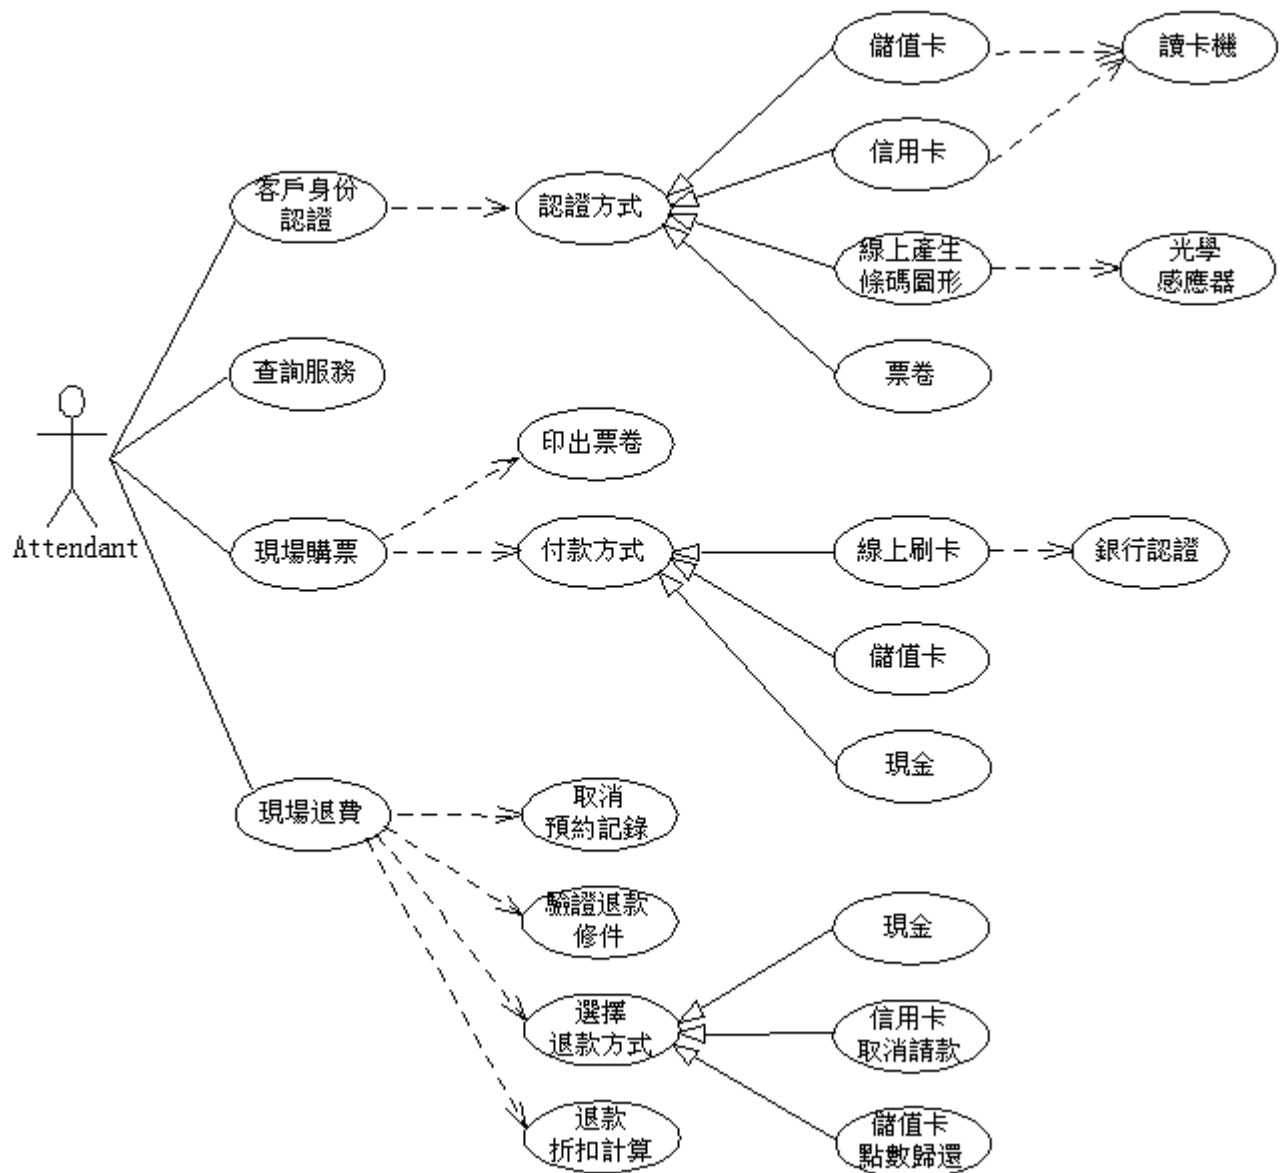 儲值卡
讀卡機
信用卡
客戶身份
認證
認證方式
線上產生
條碼圖形
光學
感應器
查詢服務
票卷
印出票卷
Attendant
現場購票
付款方式
線上刷卡
銀行認證
儲值卡
現金
現場退費
取消
預約記錄
驗證退款
修件
現金
選擇
退款方式
信用卡
取消請款
退款
折扣計算
儲值卡
點數歸還